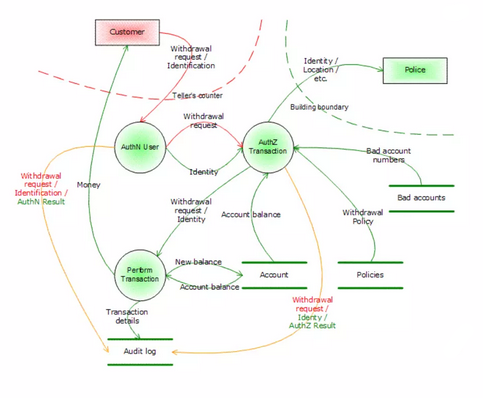 Customer
Withdrawal
request /
Identification
Identity /
Location /
etc.
Police
Teller's counter
Building boundary
Withdrawal
request
AuthN User
AuthZ
Transaction
Bad account
numbers
Identity
Withdrawal
request /
Identification /
AuthN Result
Money
Bad accounts
Withdrawal
request /
Identity
Account balance
Withdrawal
Policy
New balance
Perform
Transaction
Account
Policies
Account balance
Transaction
details
Withdrawal
request /
Identy /
AuthZ Result
Audit log